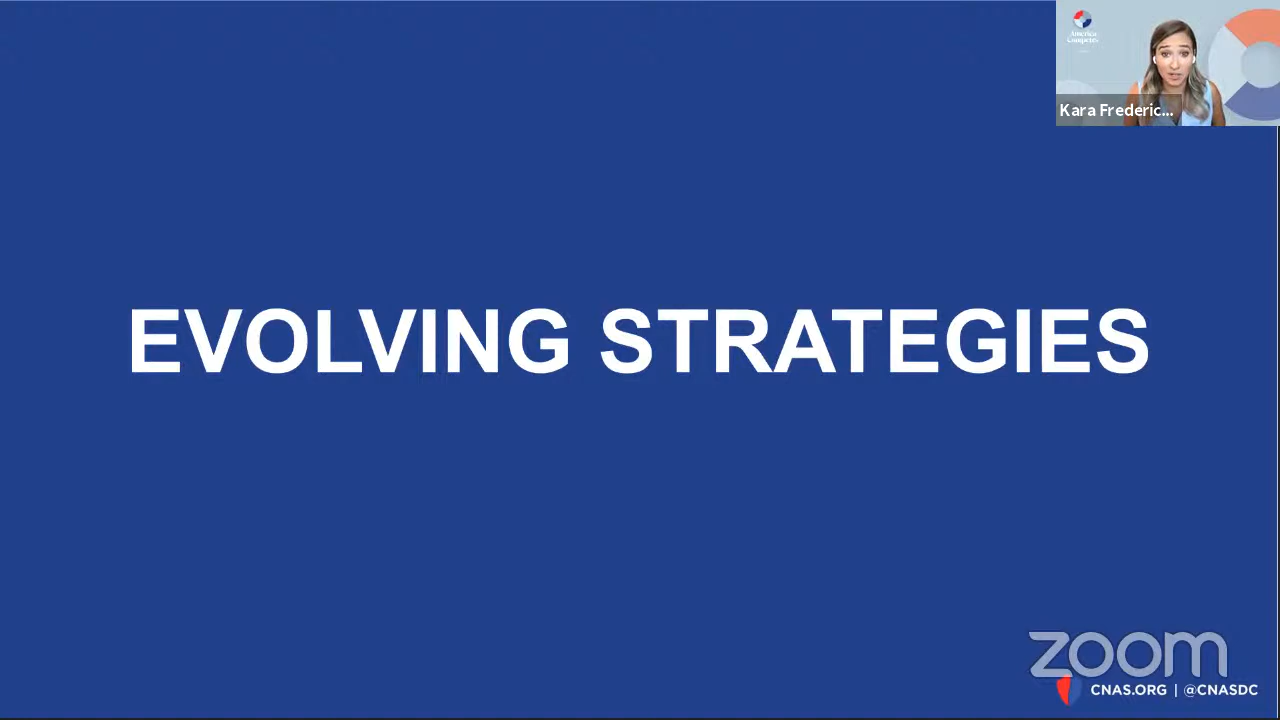 America
Competes
Kara Frederic...
EVOLVING STRATEGIES
zoom
CNAS.ORG | @CNASDC